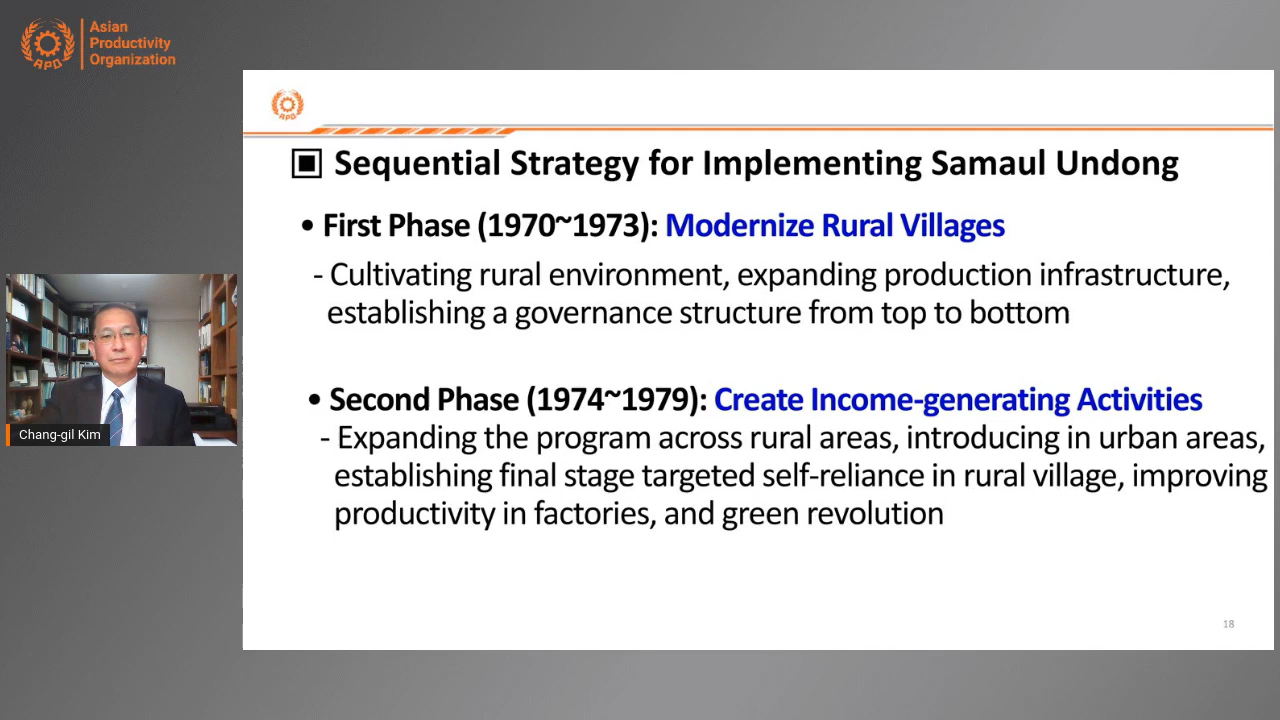 Asian
Productivity
Organization
APO
APO
▣ Sequential Strategy for Implementing Samaul Undong
• First Phase (1970~1973): Modernize Rural Villages
- Cultivating rural environment, expanding production infrastructure,
establishing a governance structure from top to bottom
• Second Phase (1974~1979): Create Income-generating Activities
- Expanding the program across rural areas, introducing in urban areas,
establishing final stage targeted self-reliance in rural village, improving
productivity in factories, and green revolution
Chang-gil Kim
18